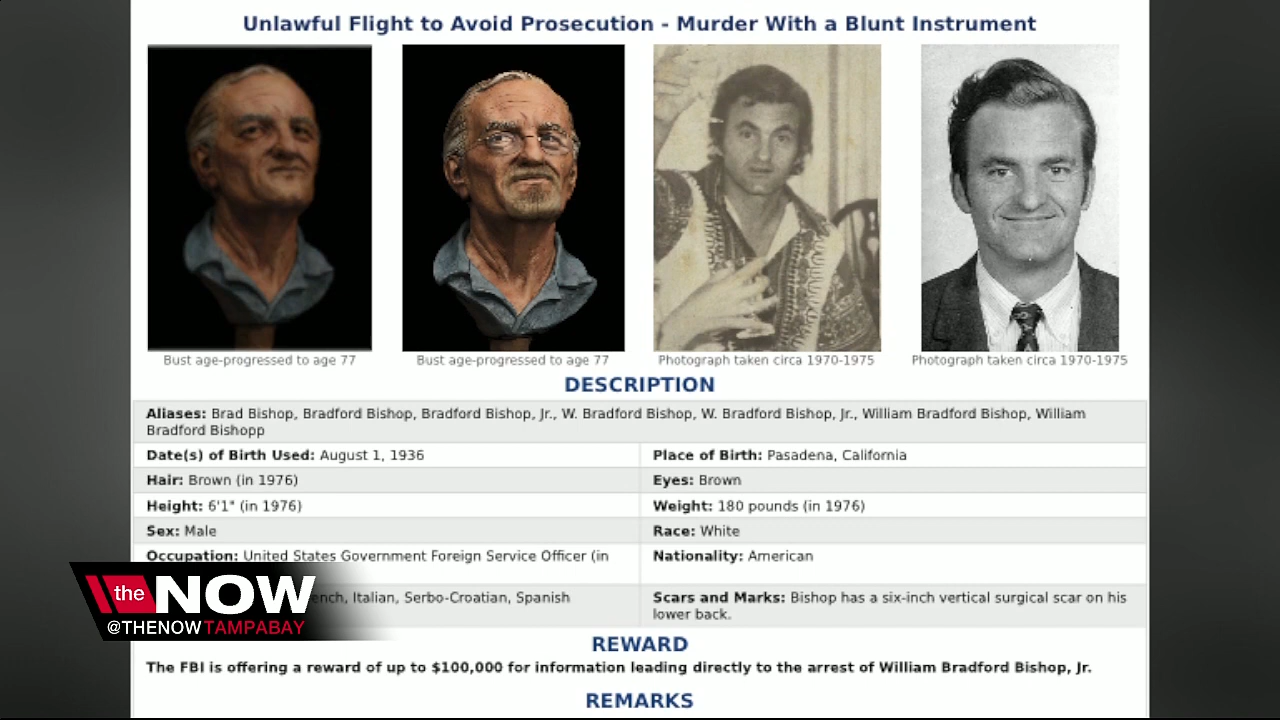 Unlawful Flight to Avoid Prosecution - Murder With a Blunt Instrument
Bust age-progressed to age 77
Bust age-progressed to age 77
Photograph taken circa 1970-1975
Photograph taken circa 1970-1975
DESCRIPTION
Aliases: Brad Bishop, Bradford Bishop, Bradford Bishop, Jr., W. Bradford Bishop, W. Bradford Bishop, Jr., William Bradford Bishop, William
Bradford Bishopp
Date(s) of Birth Used: August 1, 1936
Place of Birth: Pasadena, California
Hair: Brown (in 1976)
Eyes: Brown
Height: 6'1" (in 1976)
Weight: 180 pounds (in 1976)
Sex: Male
Race: White
Occupation: United States Government Foreign Service Officer (in
Nationality: American
Italian, Serbo-Croatian, Spanish
Scars and Marks: Bishop has a six-inch vertical surgical scar on his
lower back.
the NOW
@THENOWTAMPABAY
REWARD
The FBI is offering a reward of up to $100,000 for information leading directly to the arrest of William Bradford Bishop, Jr.
REMARKS